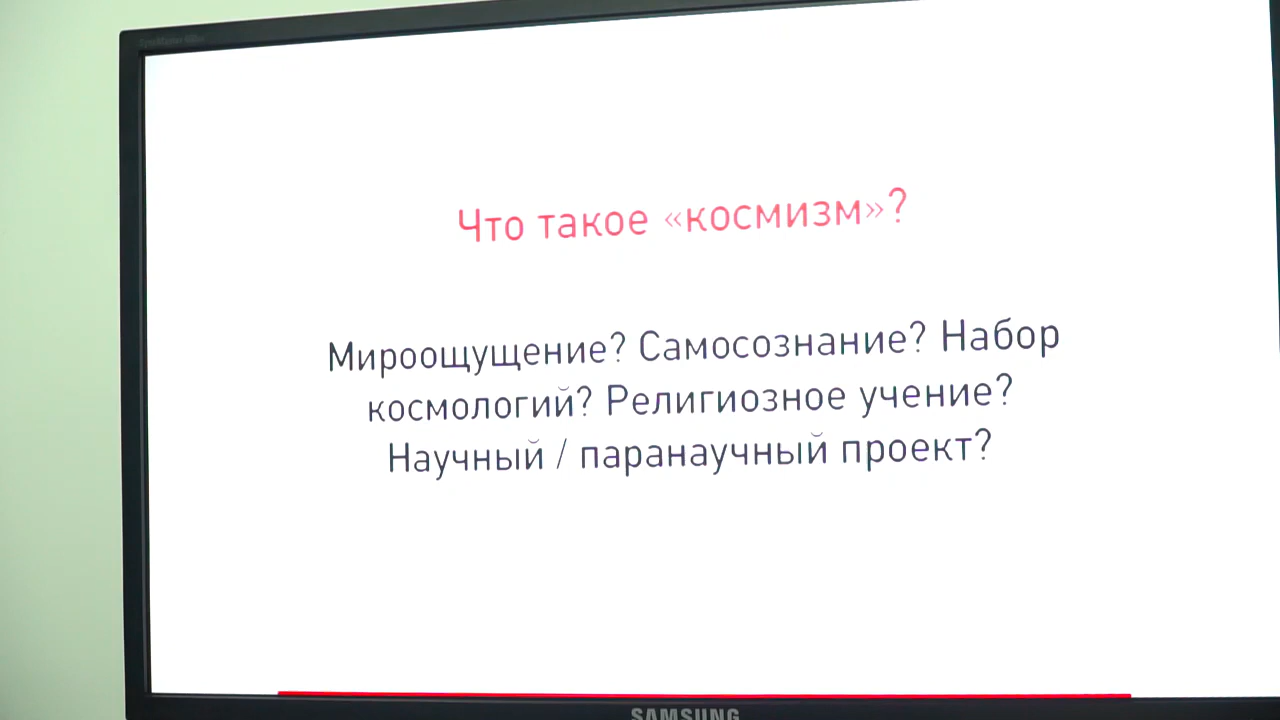 Что такое «космизм»?
Мироощущение? Самосознание? Набор
космологий? Религиозное учение?
Научный / паранаучный проект?
SAMSUNG